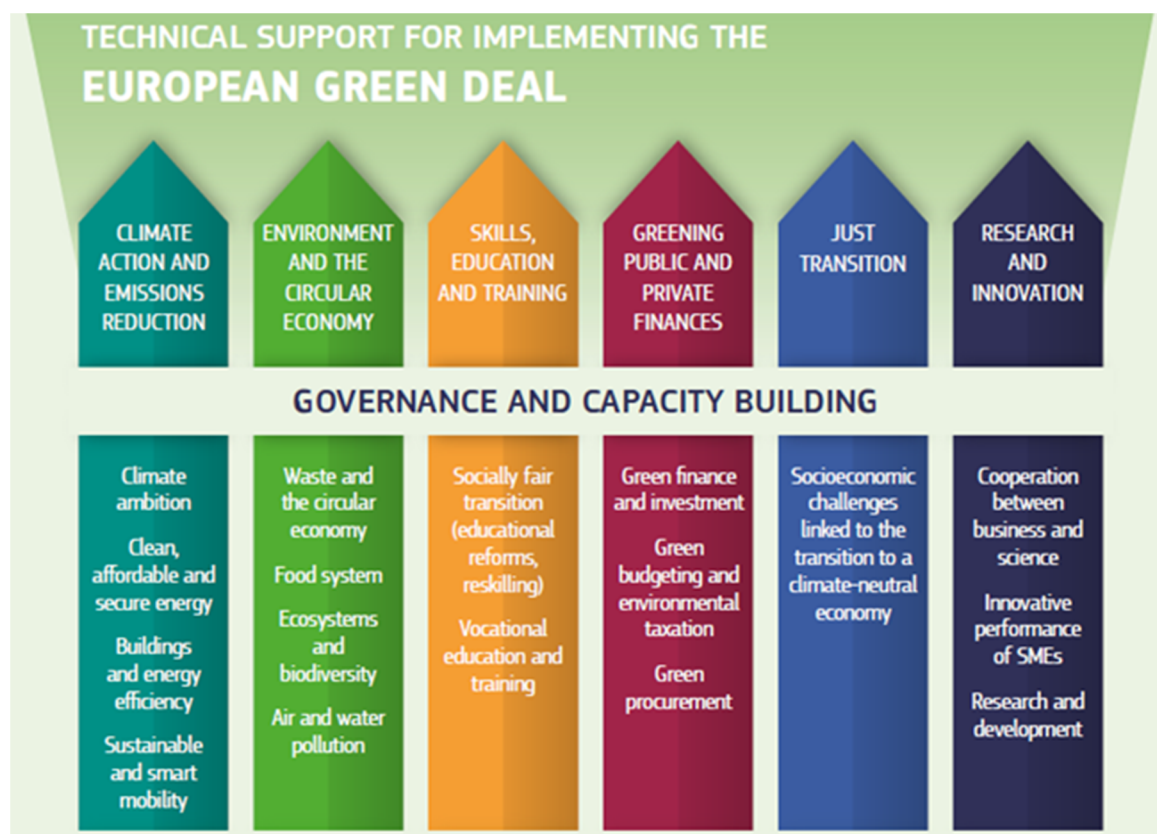 TECHNICAL SUPPORT FOR IMPLEMENTING THE
EUROPEAN GREEN DEAL
CLIMATE
ACTION AND
EMISSIONS
REDUCTION
ENVIRONMENT
AND THE
CIRCULAR
ECONOMY
SKILLS,
EDUCATION
AND TRAINING
GREENING
PUBLIC AND
PRIVATE
FINANCES
JUST
TRANSITION
RESEARCH
AND
INNOVATION
GOVERNANCE AND CAPACITY BUILDING
Climate
ambition
Clean,
affordable and
secure energy
Buildings
and energy
efficiency
Sustainable
and smart
mobility
Waste and
the circular
economy
Food system
Ecosystems
and
biodiversity
Air and water
pollution
Socially fair
transition
(educational
reforms,
reskilling)
Vocational
education and
training
Green finance
and investment
Green
budgeting and
environmental
taxation
Green
procurement
Socioeconomic
challenges
linked to the
transition to a
climate-neutral
economy
Cooperation
between
business and
science
Innovative
performance
of SMEs
Research and
development